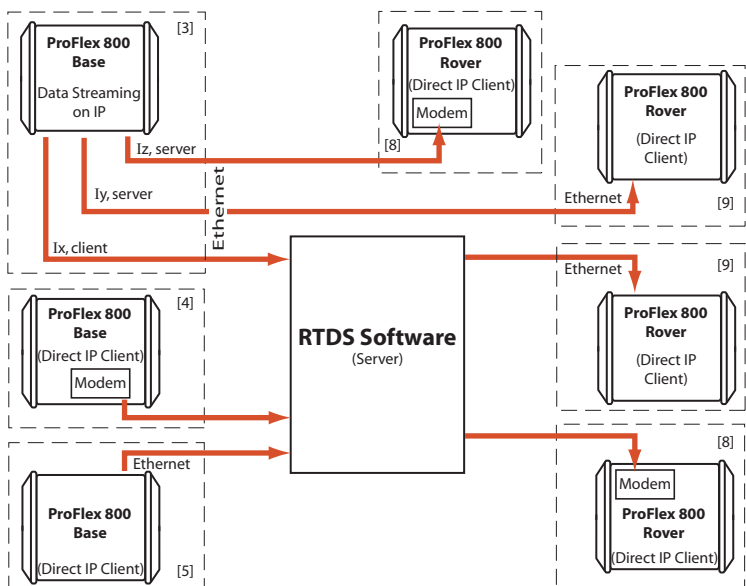 [3]
ProFlex 800
Base
Data Streaming
on IP
ProFlex 800
Rover
(Direct IP Client)
Modem
[8]
ProFlex 800
Rover
(Direct IP
Client)
[9]
Iz, server
Iy, server
Ix, client
Ethernet
Ethernet
[4]
ProFlex 800
Base
(Direct IP Client)
Modem
RTDS Software
(Server)
Ethernet
[9]
ProFlex 800
Rover
(Direct IP
Client)
Ethernet
ProFlex 800
Base
(Direct IP Client)
[5]
[8]
Modem
ProFlex 800
Rover
(Direct IP Client)